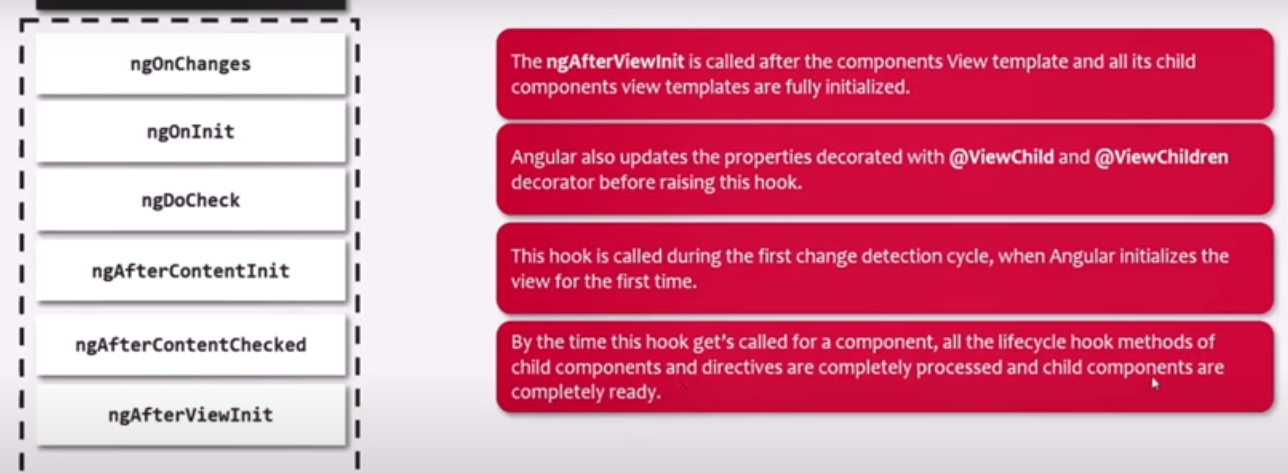 ngOnChanges
ngOnInit
ngDoCheck
ngAfterContentInit
ngAfterContentChecked
ngAfterViewInit
The ngAfterViewInit is called after the components View template and all its child
components view templates are fully initialized.
Angular also updates the properties decorated with @ViewChild and @ViewChildren
decorator before raising this hook.
This hook is called during the first change detection cycle, when Angular initializes the
view for the first time.
By the time this hook get's called for a component, all the lifecycle hook methods of
child components and directives are completely processed and child components are
completely ready.